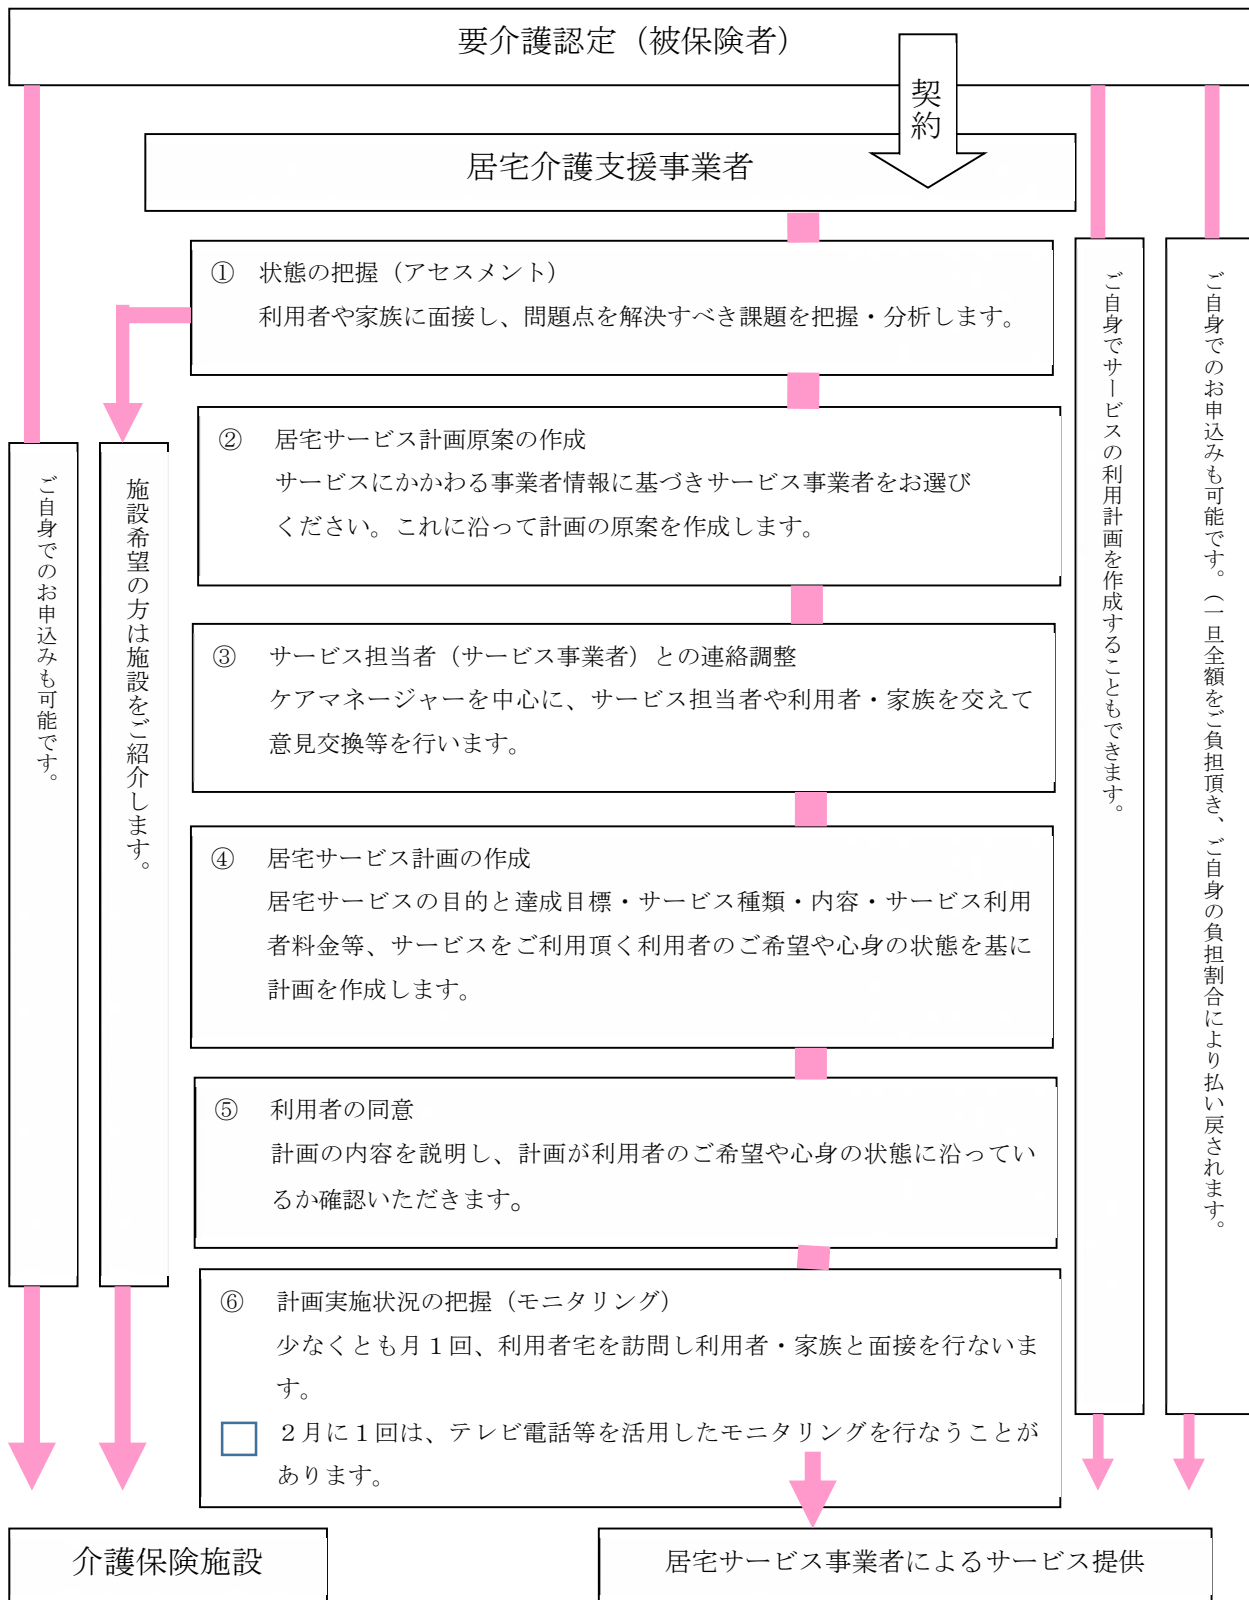 要介護認定（被保険者）
契約
居宅介護支援事業者
① 状態の把握（アセスメント）
利用者や家族に面接し、問題点を解決すべき課題を把握・分析します。
② 居宅サービス計画原案の作成
サービスにかかわる事業者情報に基づきサービス事業者をお選び
ください。これに沿って計画の原案を作成します。
③ サービス担当者（サービス事業者）との連絡調整
ケアマネージャーを中心に、サービス担当者や利用者・家族を交えて
意見交換等を行います。
④ 居宅サービス計画の作成
居宅サービスの目的と達成目標・サービス種類・内容・サービス利用
者料金等、サービスをご利用頂く利用者のご希望や心身の状態を基に
計画を作成します。
⑤ 利用者の同意
計画の内容を説明し、計画が利用者のご希望や心身の状態に沿ってい
るか確認いただきます。
⑥ 計画実施状況の把握（モニタリング）
少なくとも月１回、利用者宅を訪問し利用者・家族と面接を行ないま
す。
２月に１回は、テレビ電話等を活用したモニタリングを行なうことが
あります。
ご自身でのお申込みも可能です。
施設希望の方は施設をご紹介します。
ご自身でサービスの利用計画を作成することもできます。
ご自身でのお申込みも可能です。（一旦全額をご負担頂き、ご自身の負担割合により払い戻されます。
介護保険施設
居宅サービス事業者によるサービス提供